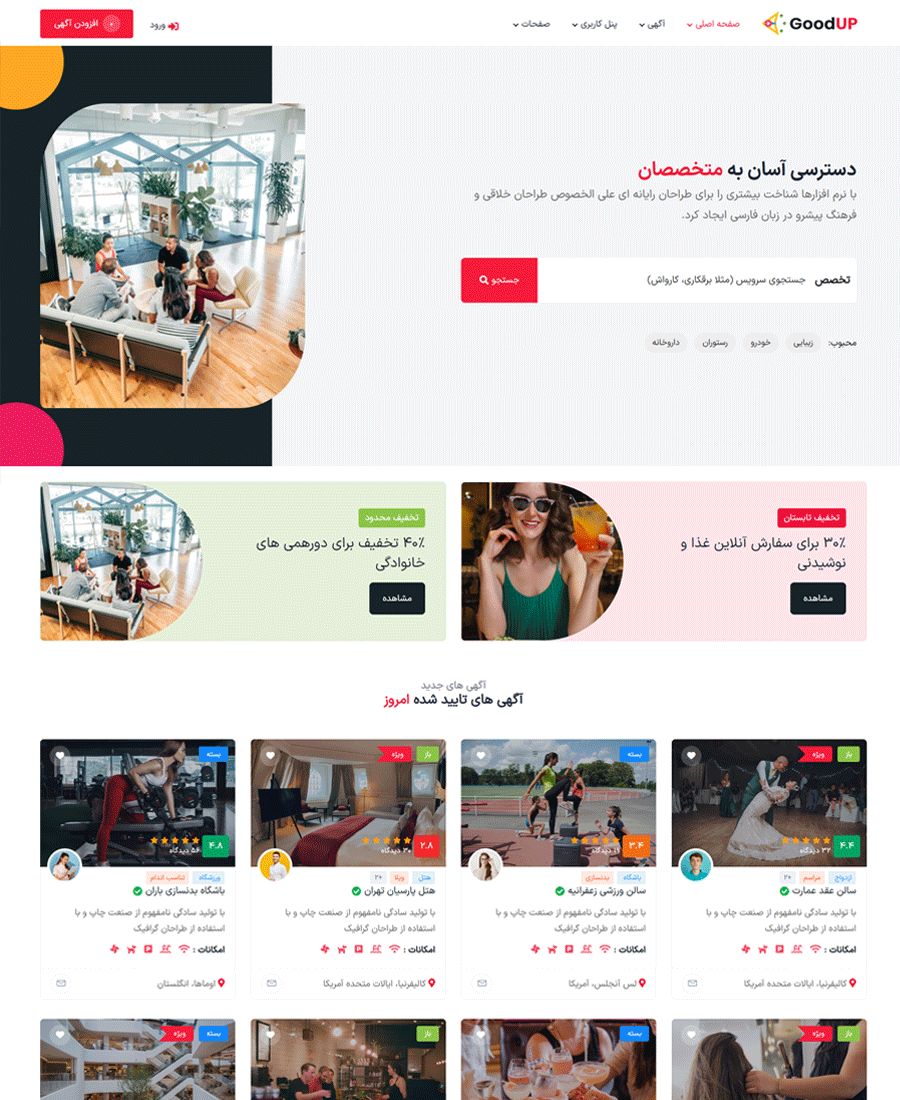 GoodUP
صفحه اصلی
آگهی
پنل کاربری
صفحات
ورود
افزودن آگهی
دسترسی آسان به متخصصان
با نرم افزارها شناخت بیشتری را برای طراحان رایانه ای علی الخصوص طراحان خلاقی و
فرهنگ پیشرو در زبان فارسی ایجاد کرد.
تخصص جستجوی سرویس (مثلا برقکاری، کارواش)
جستجو
محبوب: زیبایی خودرو رستوران داروخانه
تخفیف تابستان
۳۰٪ برای سفارش آنلاین غذا و
نوشیدنی
مشاهده
تخفیف محدود
۴۰٪ تخفیف برای دورهمی های
خانوادگی
مشاهده
آگهی های جدید
آگهی های تایید شده امروز
باز ویژه
۴.۴
۳۲ دیدگاه
ازدواج مراسم +۲
سالن عقد عمارت
با تولید سادگی نامفهوم از صنعت چاپ و با
استفاده از طراحان گرافیک
امکانات :
کالیفرنیا، ایالات متحده آمریکا
بسته
۳.۴
۱۱ دیدگاه
باشگاه بدنسازی
سالن ورزشی زعفرانیه
با تولید سادگی نامفهوم از صنعت چاپ و با
استفاده از طراحان گرافیک
امکانات :
لس آنجلس، آمریکا
باز ویژه
۲.۸
۲۰ دیدگاه
هتل ویلا +۲
هتل پارسیان تهران
با تولید سادگی نامفهوم از صنعت چاپ و با
استفاده از طراحان گرافیک
امکانات :
کالیفرنیا، ایالات متحده آمریکا
بسته
۴.۸
۵۴ دیدگاه
ورزشگاه تناسب اندام
باشگاه بدنسازی باران
با تولید سادگی نامفهوم از صنعت چاپ و با
استفاده از طراحان گرافیک
امکانات :
اوماها، انگلستان
باز ویژه
بسته
باز
بسته ویژه